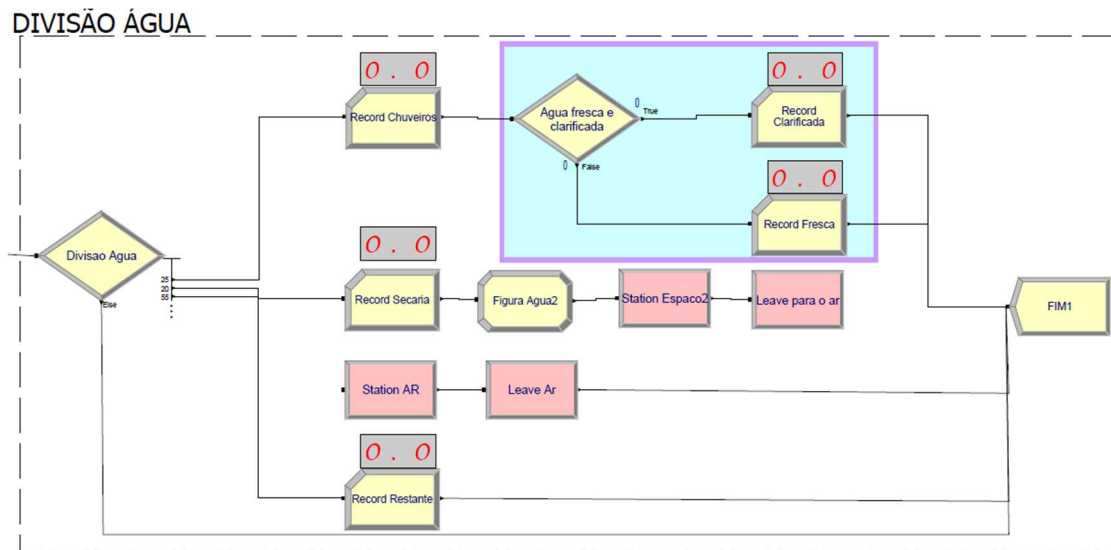 DIVISÃO ÁGUA
0 . 0
Record Chuveiros
Agua fresca e
clarificada
0
True
0
False
0 . 0
Record
Clarificada
0 . 0
Record Fresca
Divisao Agua
25
20
55
Else
0 . 0
Record Secaria
Figura Agua2
Station Espaco2
Leave para o ar
FIM1
Station AR
Leave Ar
0 . 0
Record Restante